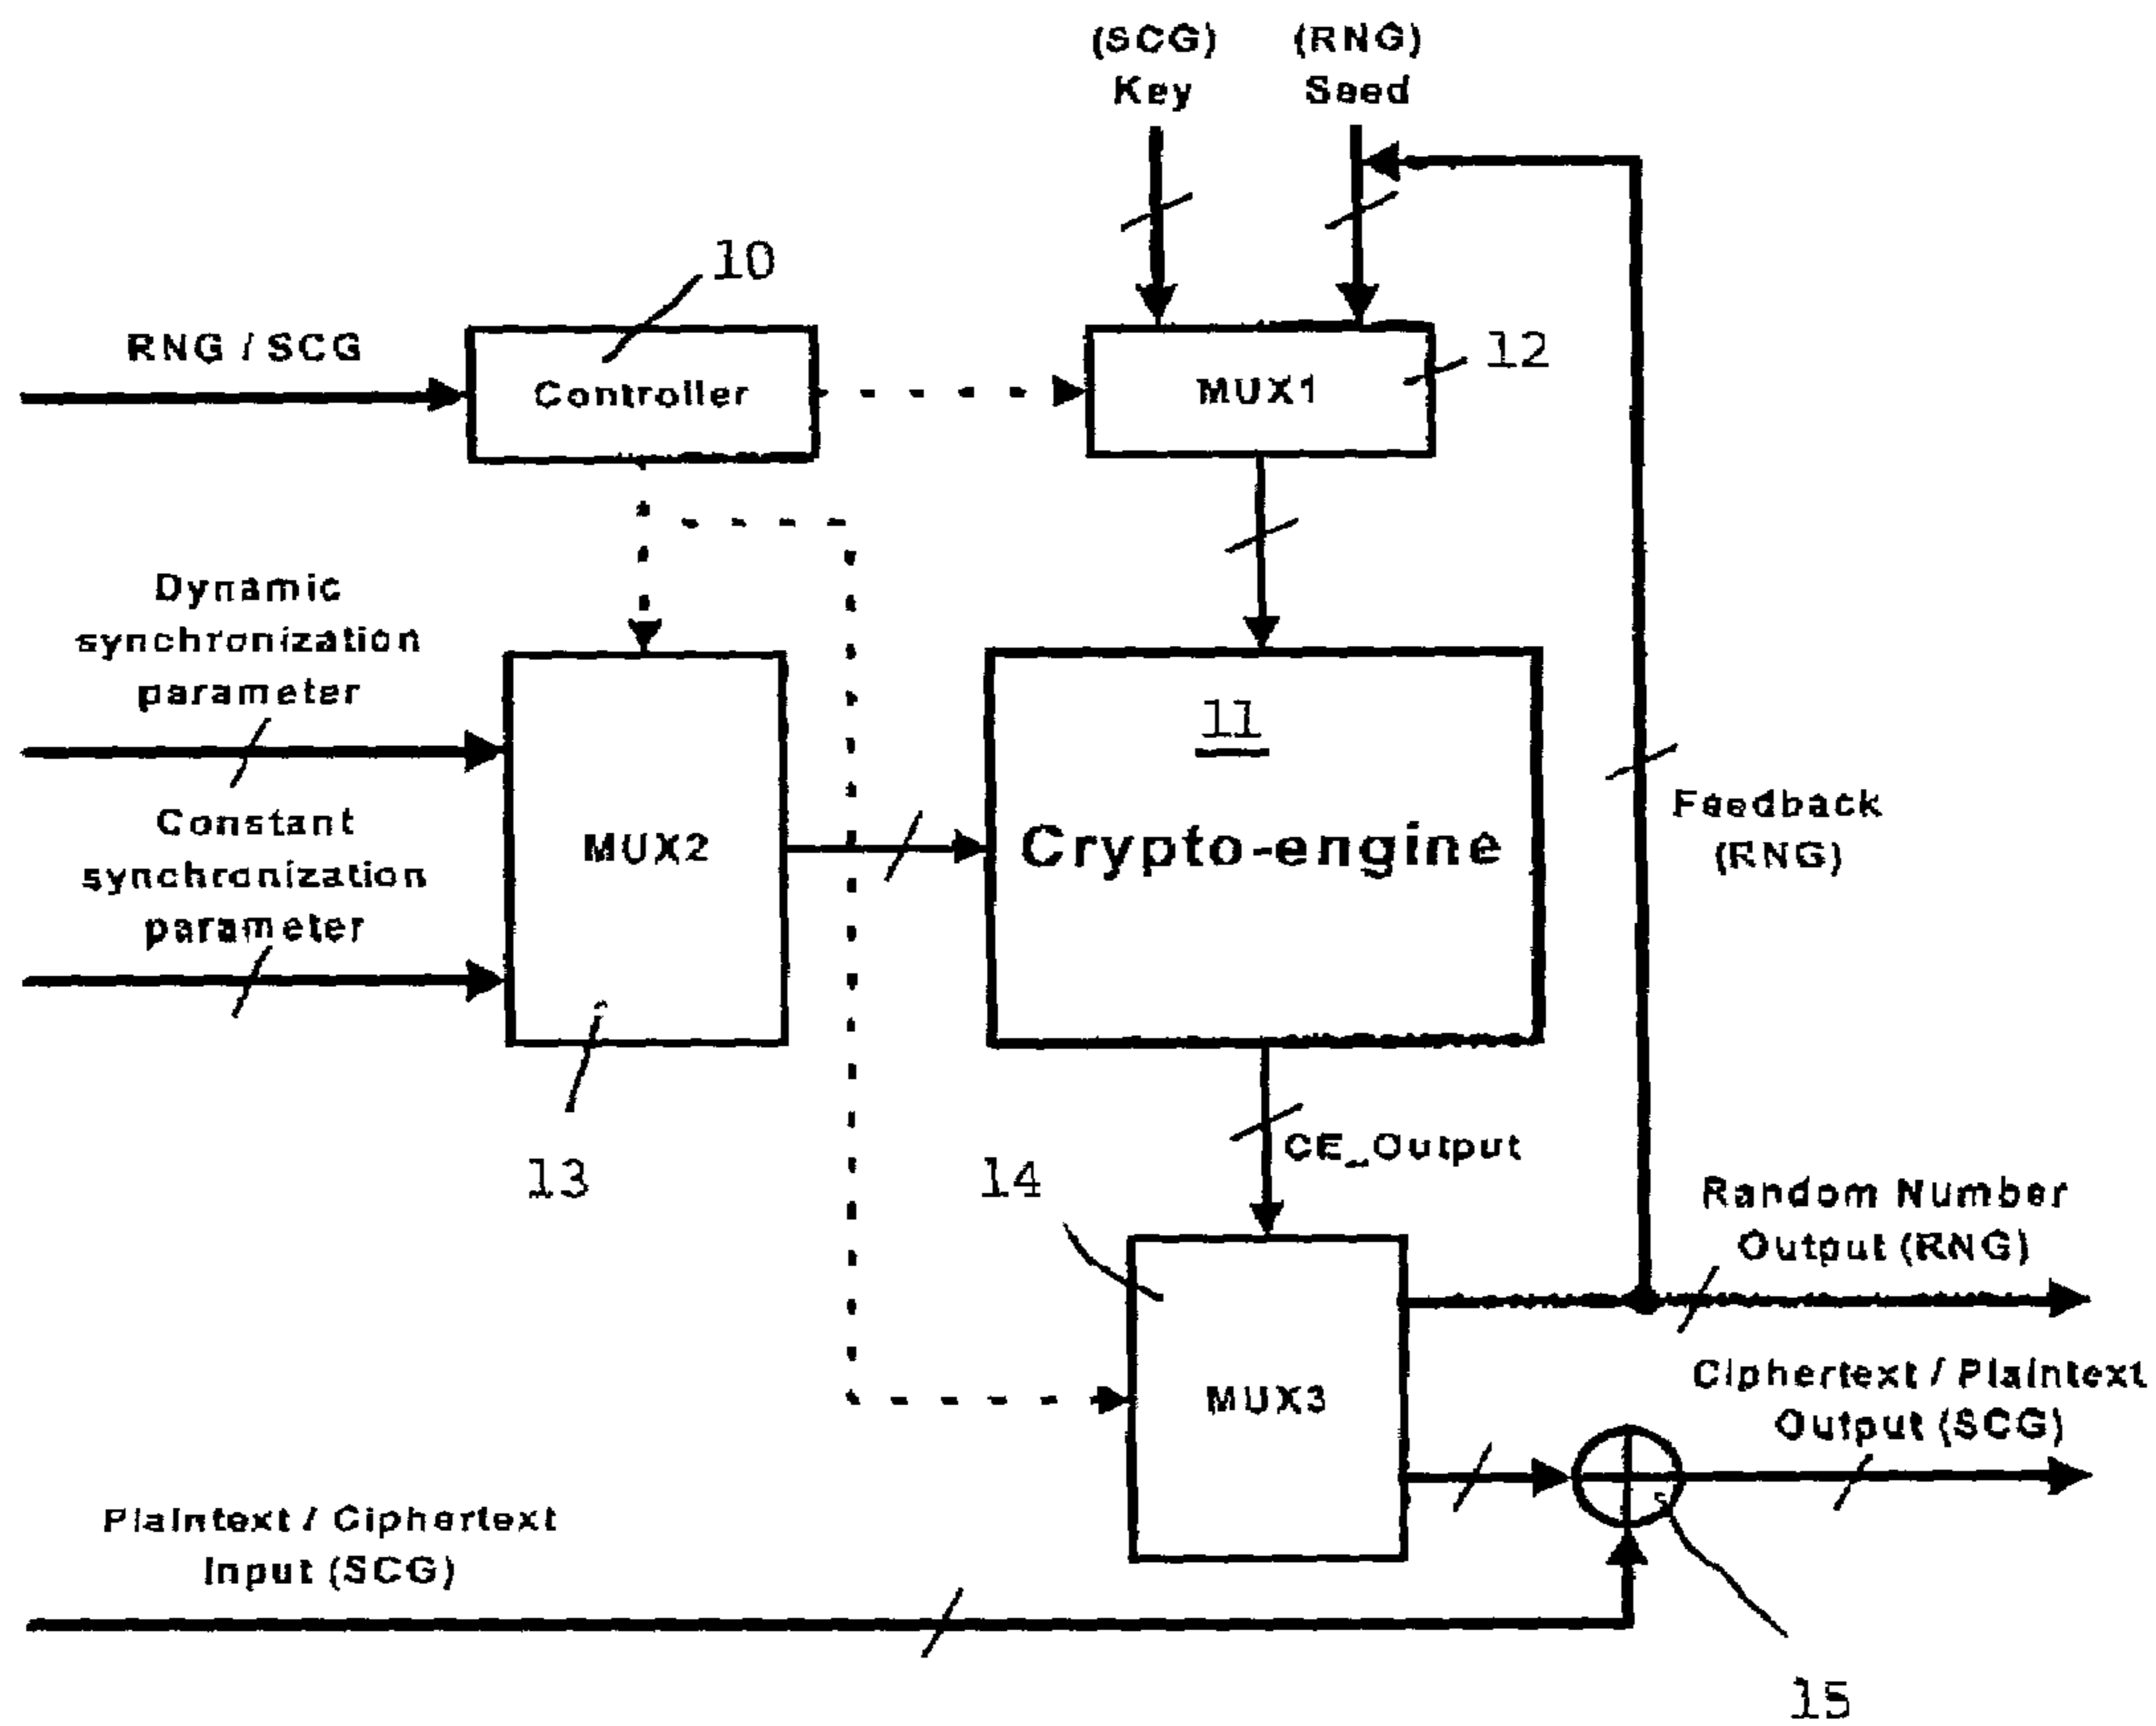 (SCG)
Key
(RNG)
Seed
10
RNG / SCG
Controller
MUX1
12
Dynamic
synchronization
parameter
11
Constant
synchronization
parameter
MUX2
Crypto-engine
Feedback
(RNG)
13
CE_Output
14
Random Number
Output (RNG)
MUX3
Ciphertext / Plaintext
Output (SCG)
Plaintext / Ciphertext
Input (SCG)
15